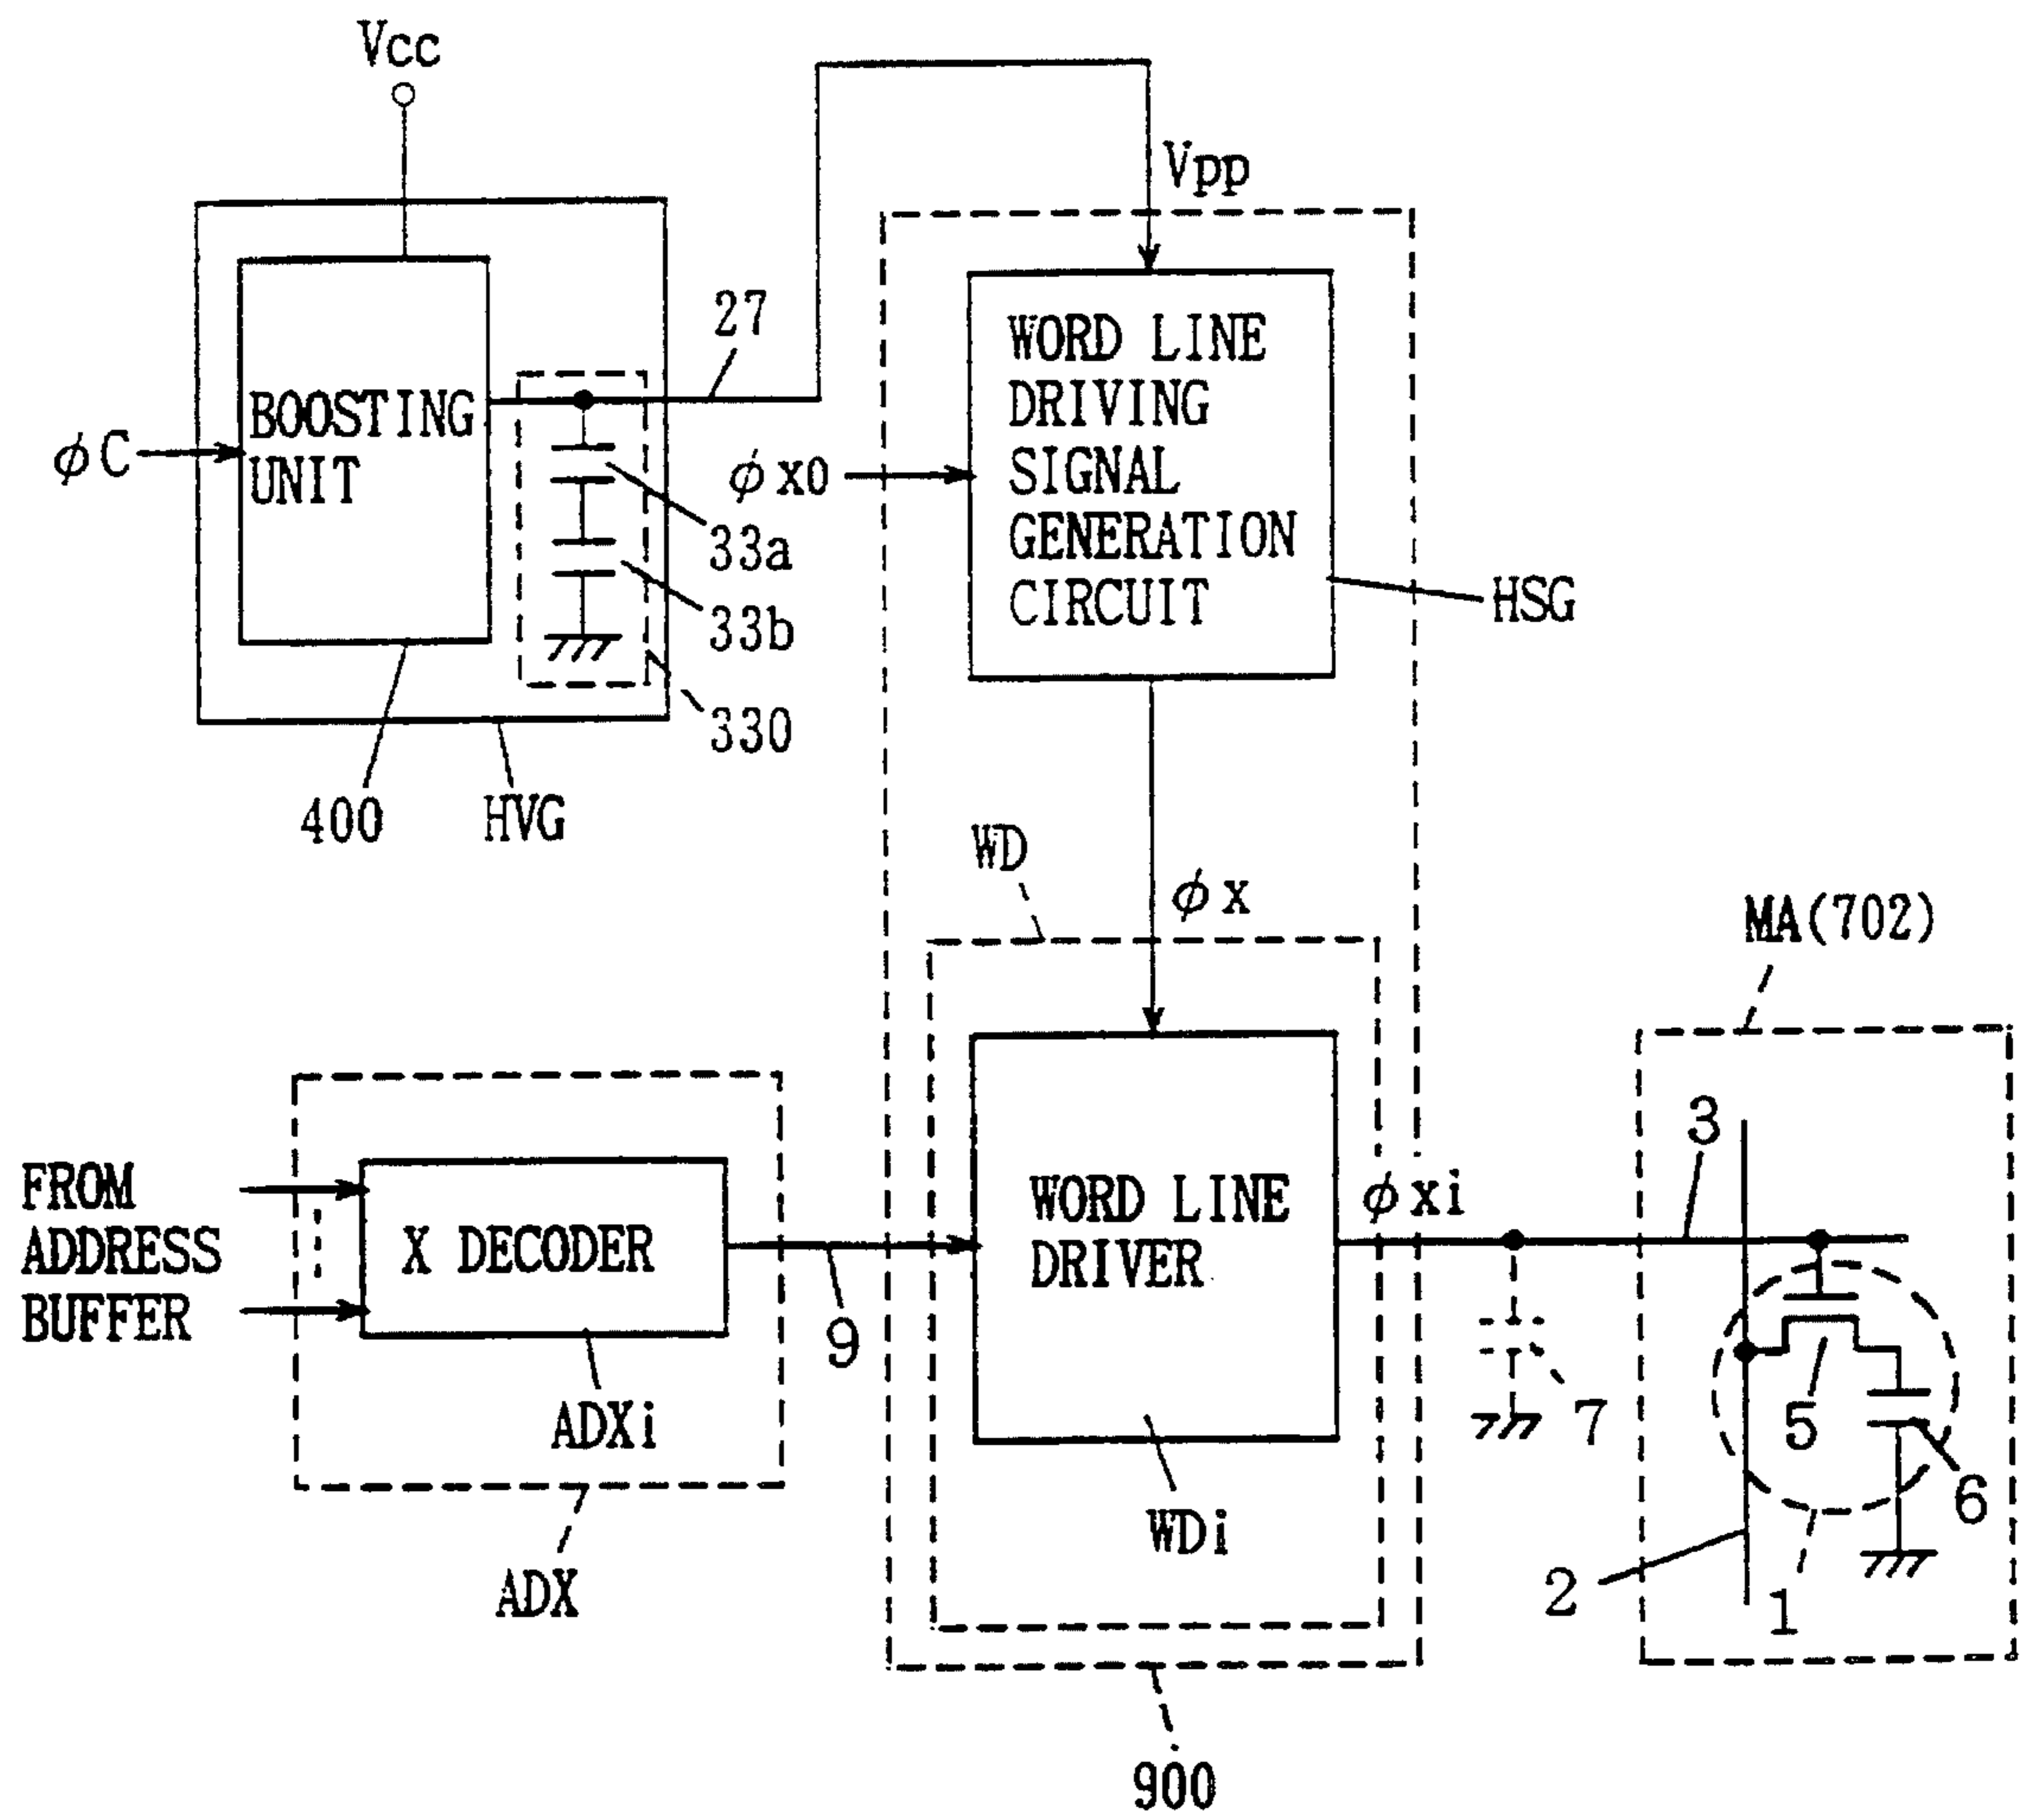 Vcc
Vpp
27
WORD LINE
DRIVING
SIGNAL
GENERATION
CIRCUIT
BOOSTING
UNIT
φC
φx0
33a
33b
HSG
330
400
HVG
WD
φx
MA(702)
3
FROM
ADDRESS
BUFFER
X DECODER
WORD LINE
DRIVER
φxi
9
7
5
6
ADXi
WDi
2
1
ADX
900